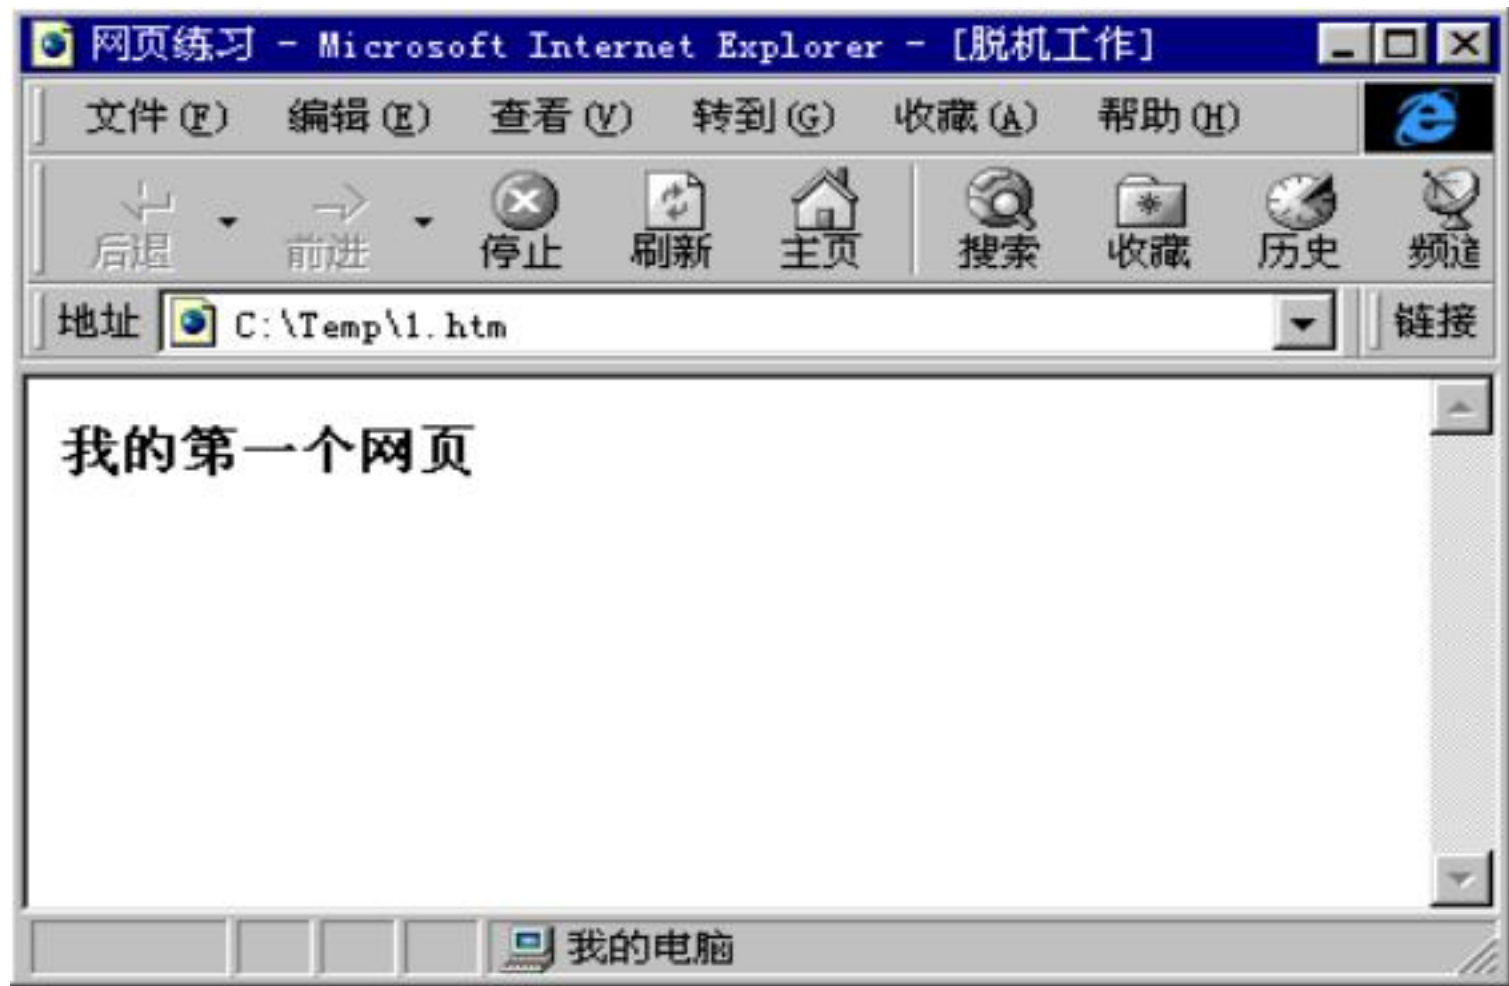 网页练习 - Microsoft Internet Explorer - [脱机工作]
文件(F) 编辑(E) 查看(V) 转到(G) 收藏(A) 帮助(H)
后退 前进 停止 刷新 主页 搜索 收藏 历史 频道
地址 C:\Temp\1.htm 链接
我的第一个网页
我的电脑